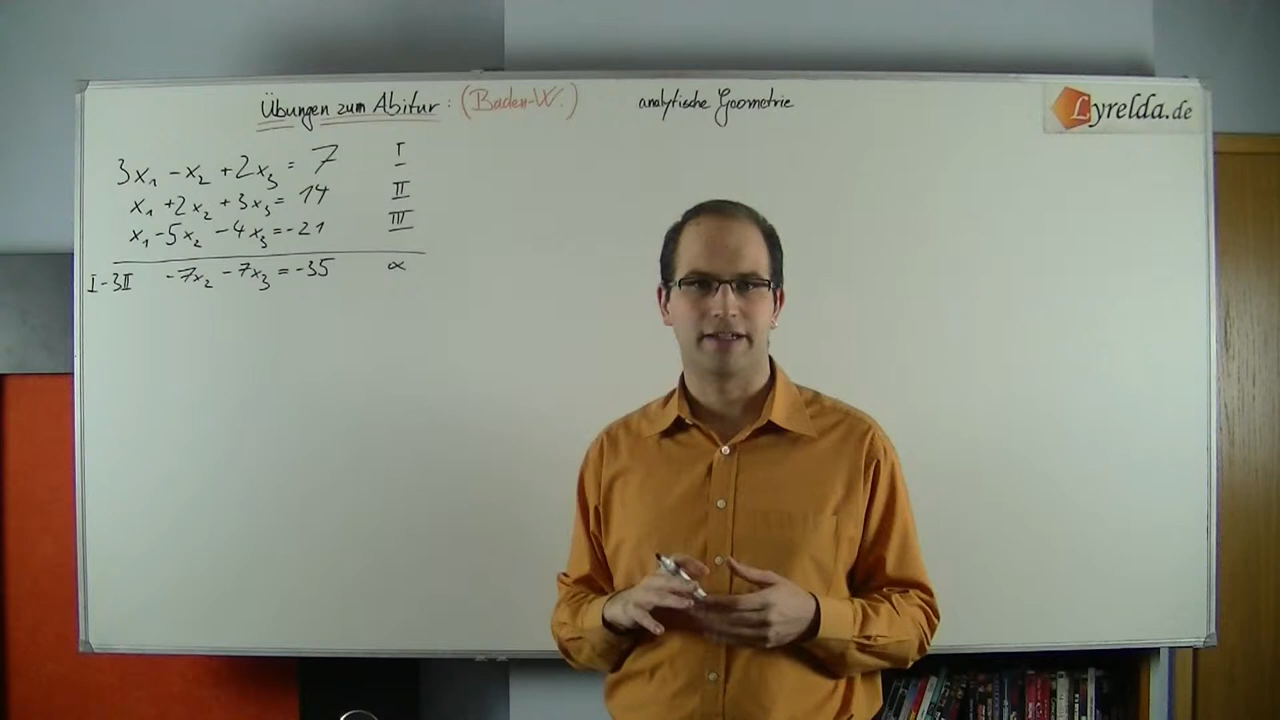 Übungen zum Abitur: (Baden-W.) analytische Geometrie
Lyrelda.de
3x₁ - x₂ + 2x₃ = 7 I
x₁ + 2x₂ + 3x₃ = 14 II
x₁ - 5x₂ - 4x₃ = -21 III
I-3II -7x₂ - 7x₃ = -35 α